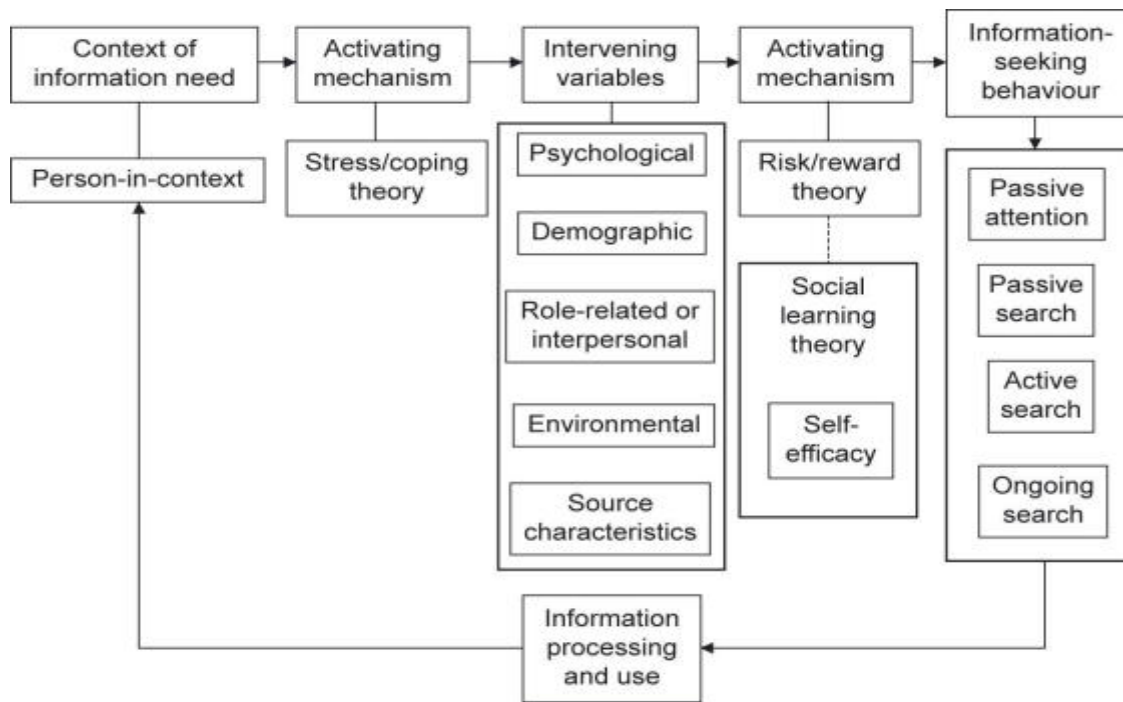 Context of
information need
Activating
mechanism
Intervening
variables
Activating
mechanism
Information-
seeking
behaviour
Person-in-context
Stress/coping
theory
Psychological
Demographic
Role-related or
interpersonal
Environmental
Source
characteristics
Risk/reward
theory
Social
learning
theory
Self-
efficacy
Passive
attention
Passive
search
Active
search
Ongoing
search
Information
processing
and use